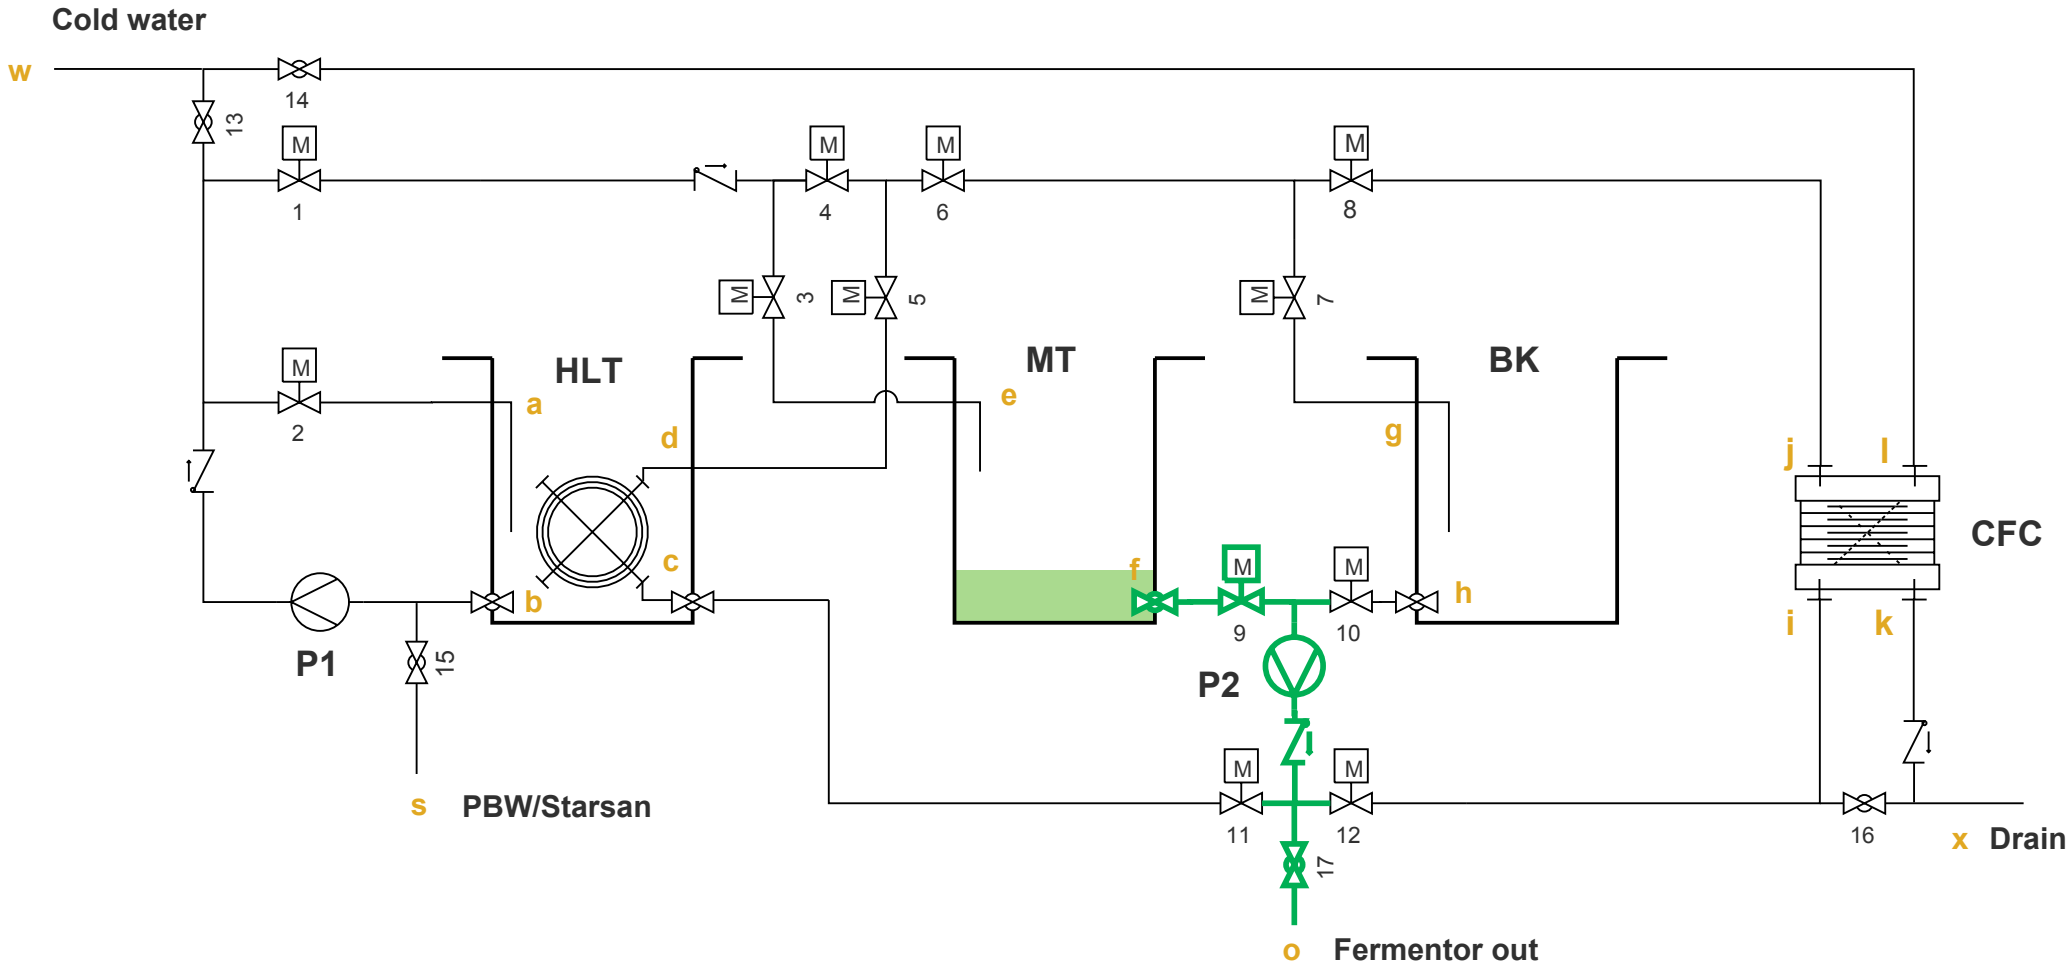 Cold water
w
14
13
M
M
M
M
1
4
6
8
M
3
M
5
M
7
M
HLT
MT
BK
2
a
e
d
g
j
l
c
f
M
M
CFC
b
h
9
10
i
k
P1
15
P2
M
M
s
PBW/Starsan
11
12
16
17
x
Drain
o
Fermentor out